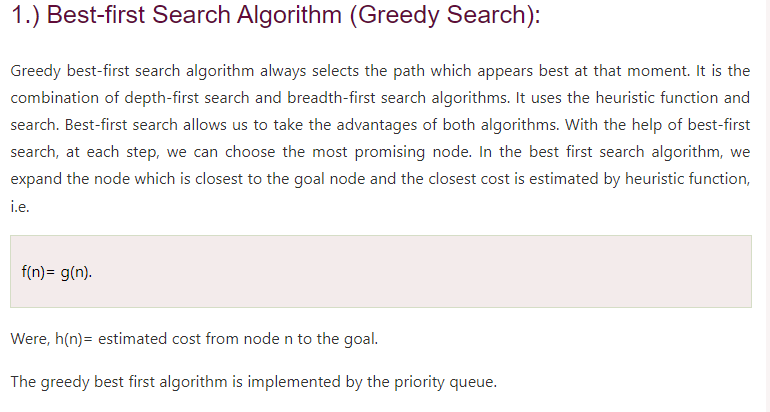 1.) Best-first Search Algorithm (Greedy Search):
Greedy best-first search algorithm always selects the path which appears best at that moment. It is the
combination of depth-first search and breadth-first search algorithms. It uses the heuristic function and
search. Best-first search allows us to take the advantages of both algorithms. With the help of best-first
search, at each step, we can choose the most promising node. In the best first search algorithm, we
expand the node which is closest to the goal node and the closest cost is estimated by heuristic function,
i.e.
f(n)= g(n).
Were, h(n)= estimated cost from node n to the goal.
The greedy best first algorithm is implemented by the priority queue.